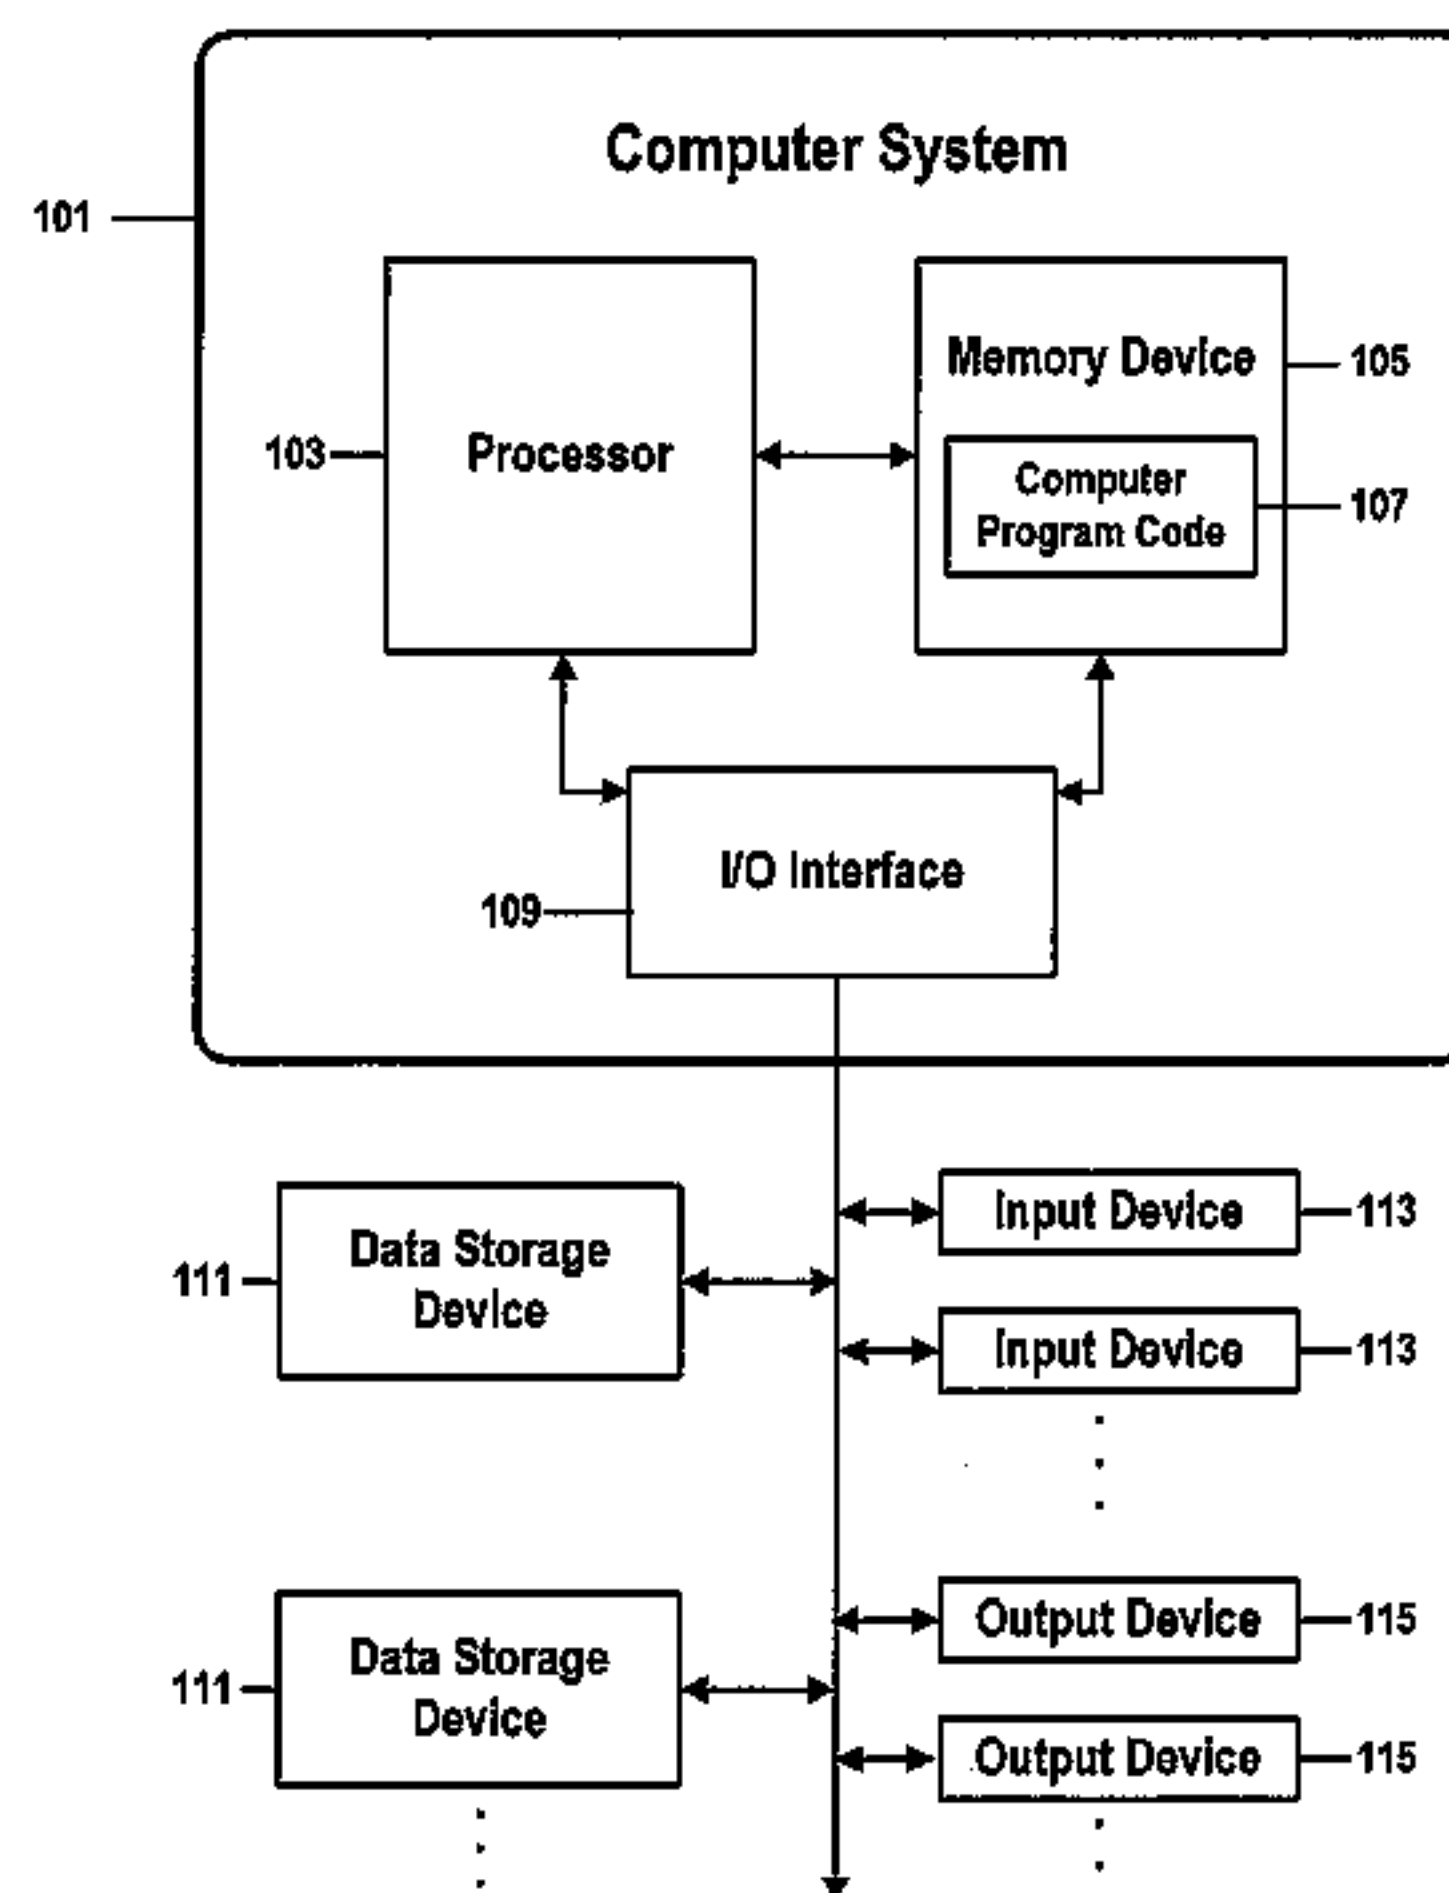 Computer System
101
Processor
103
Memory Device
105
Computer
Program Code
107
I/O Interface
109
Data Storage
Device
111
Input Device
113
Input Device
113
Data Storage
Device
111
Output Device
115
Output Device
115